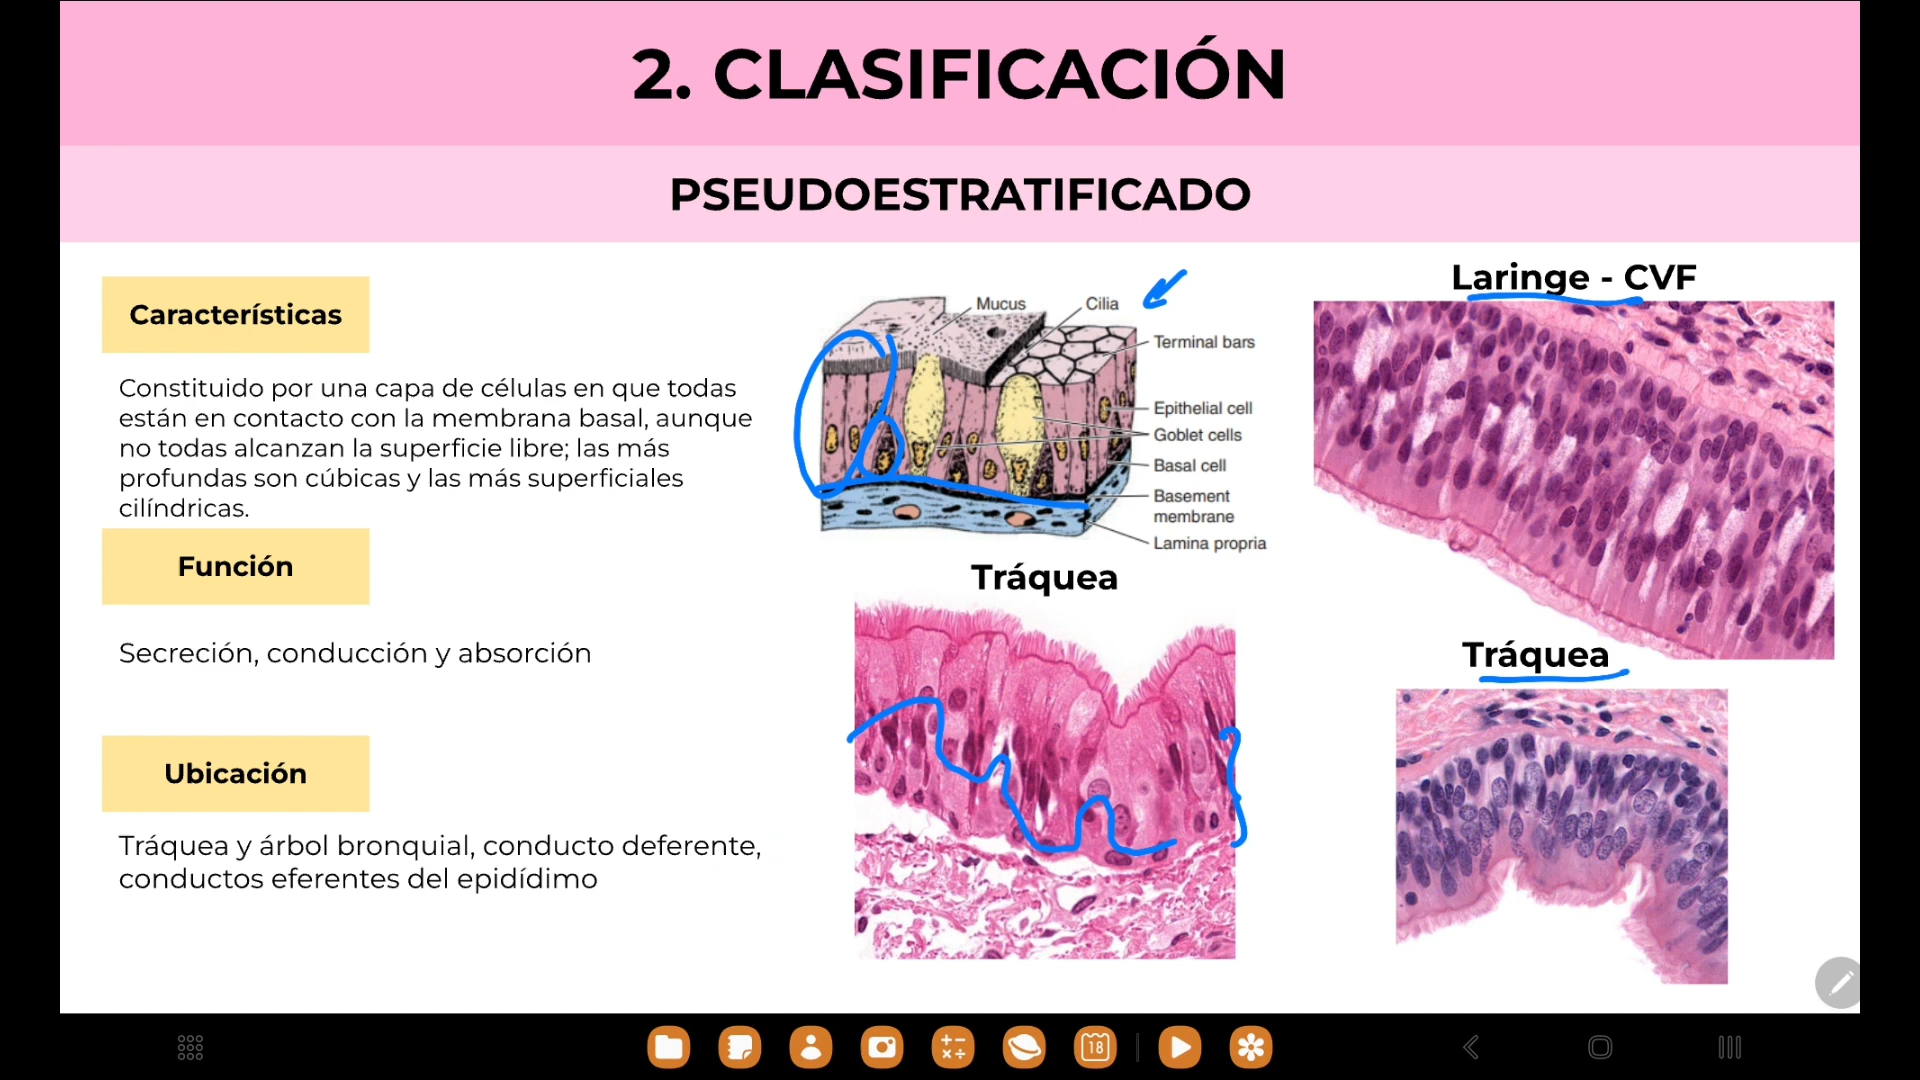 2. CLASIFICACIÓN
PSEUDOESTRATIFICADO
Características
Constituido por una capa de células en que todas
están en contacto con la membrana basal, aunque
no todas alcanzan la superficie libre; las más
profundas son cúbicas y las más superficiales
cilíndricas.
Función
Secreción, conducción y absorción
Ubicación
Tráquea y árbol bronquial, conducto deferente,
conductos eferentes del epidídimo
Mucus
Cilia
Terminal bars
Epithelial cell
Goblet cells
Basal cell
Basement
membrane
Lamina propria
Tráquea
Laringe - CVF
Tráquea
18